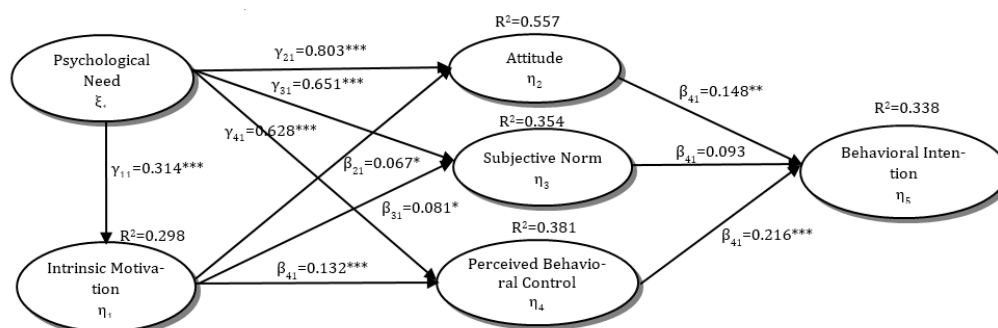 R²=0.557
Psychological
Need
ξ₁
γ₂₁=0.803***
Attitude
η₂
γ₃₁=0.651***
β₄₁=0.148**
R²=0.338
γ₄₁=0.628***
R²=0.354
β₂₁=0.067*
Subjective Norm
η₃
β₄₁=0.093
Behavioral Inten-
tion
η₅
γ₁₁=0.314***
β₃₁=0.081*
R²=0.298
R²=0.381
β₄₁=0.216***
Intrinsic Motiva-
tion
η₁
β₄₁=0.132***
Perceived Behavio-
ral Control
η₄